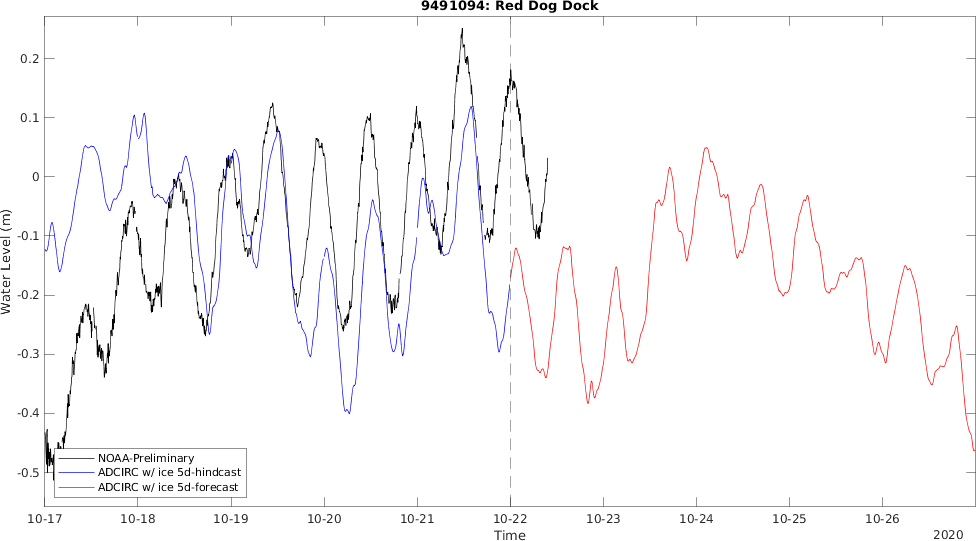 9491094: Red Dog Dock
Water Level (m)
0.2
0.1
0
-0.1
-0.2
-0.3
-0.4
-0.5
NOAA-Preliminary
ADCIRC w/ ice 5d-hindcast
ADCIRC w/ ice 5d-forecast
10-17 10-18 10-19 10-20 10-21 10-22 10-23 10-24 10-25 10-26
Time
2020